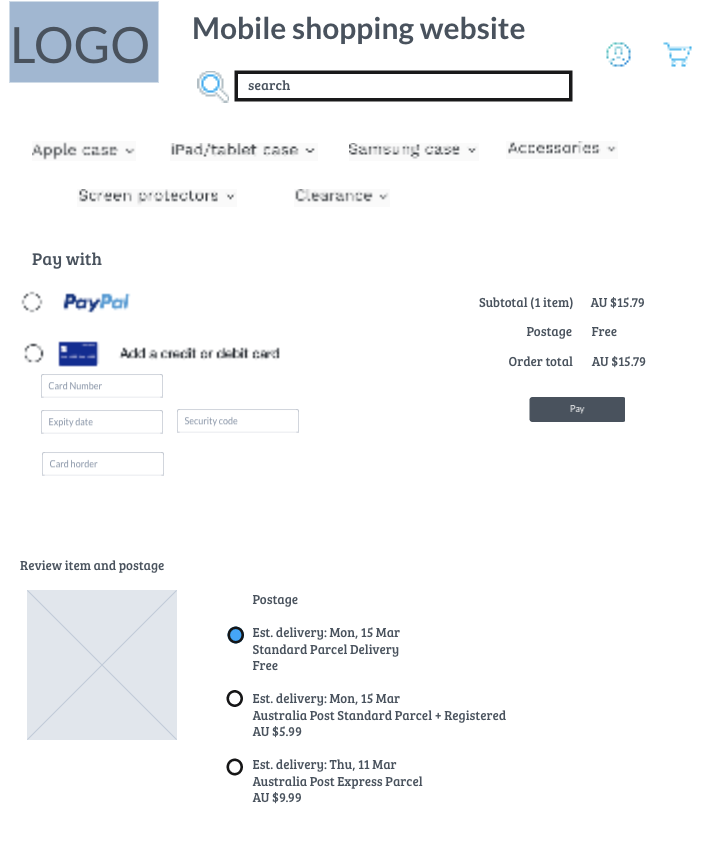 LOGO
Mobile shopping website
search
Apple case
iPad/tablet case
Samsung case
Accessories
Screen protectors
Clearance
Pay with
PayPal
Add a credit or debit card
Card Number
Expity date
Security code
Card horder
Subtotal (1 item) AU $15.79
Postage Free
Order total AU $15.79
Pay
Review item and postage
Postage
Est. delivery: Mon, 15 Mar
Standard Parcel Delivery
Free
Est. delivery: Mon, 15 Mar
Australia Post Standard Parcel + Registered
AU $5.99
Est. delivery: Thu, 11 Mar
Australia Post Express Parcel
AU $9.99